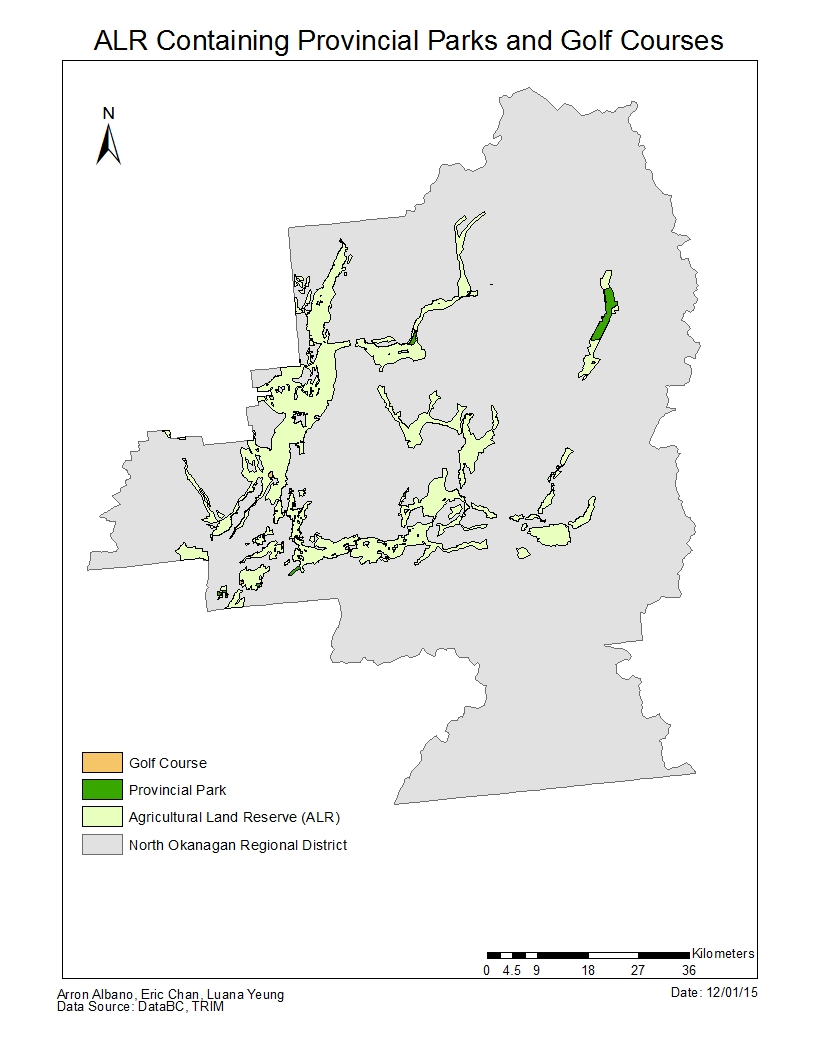 ALR Containing Provincial Parks and Golf Courses
N
Golf Course
Provincial Park
Agricultural Land Reserve (ALR)
North Okanagan Regional District
Kilometers
0 4.5 9 18 27 36
Arron Albano, Eric Chan, Luana Yeung
Date: 12/01/15
Data Source: DataBC, TRIM